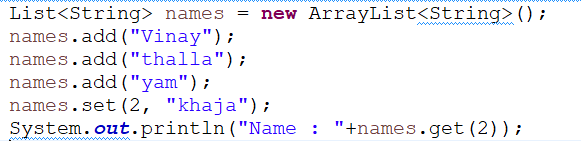 List<String> names = new ArrayList<String>();
names.add("Vinay");
names.add("thalla");
names.add("yam");
names.set(2, "khaja");
System.out.println("Name : "+names.get(2));